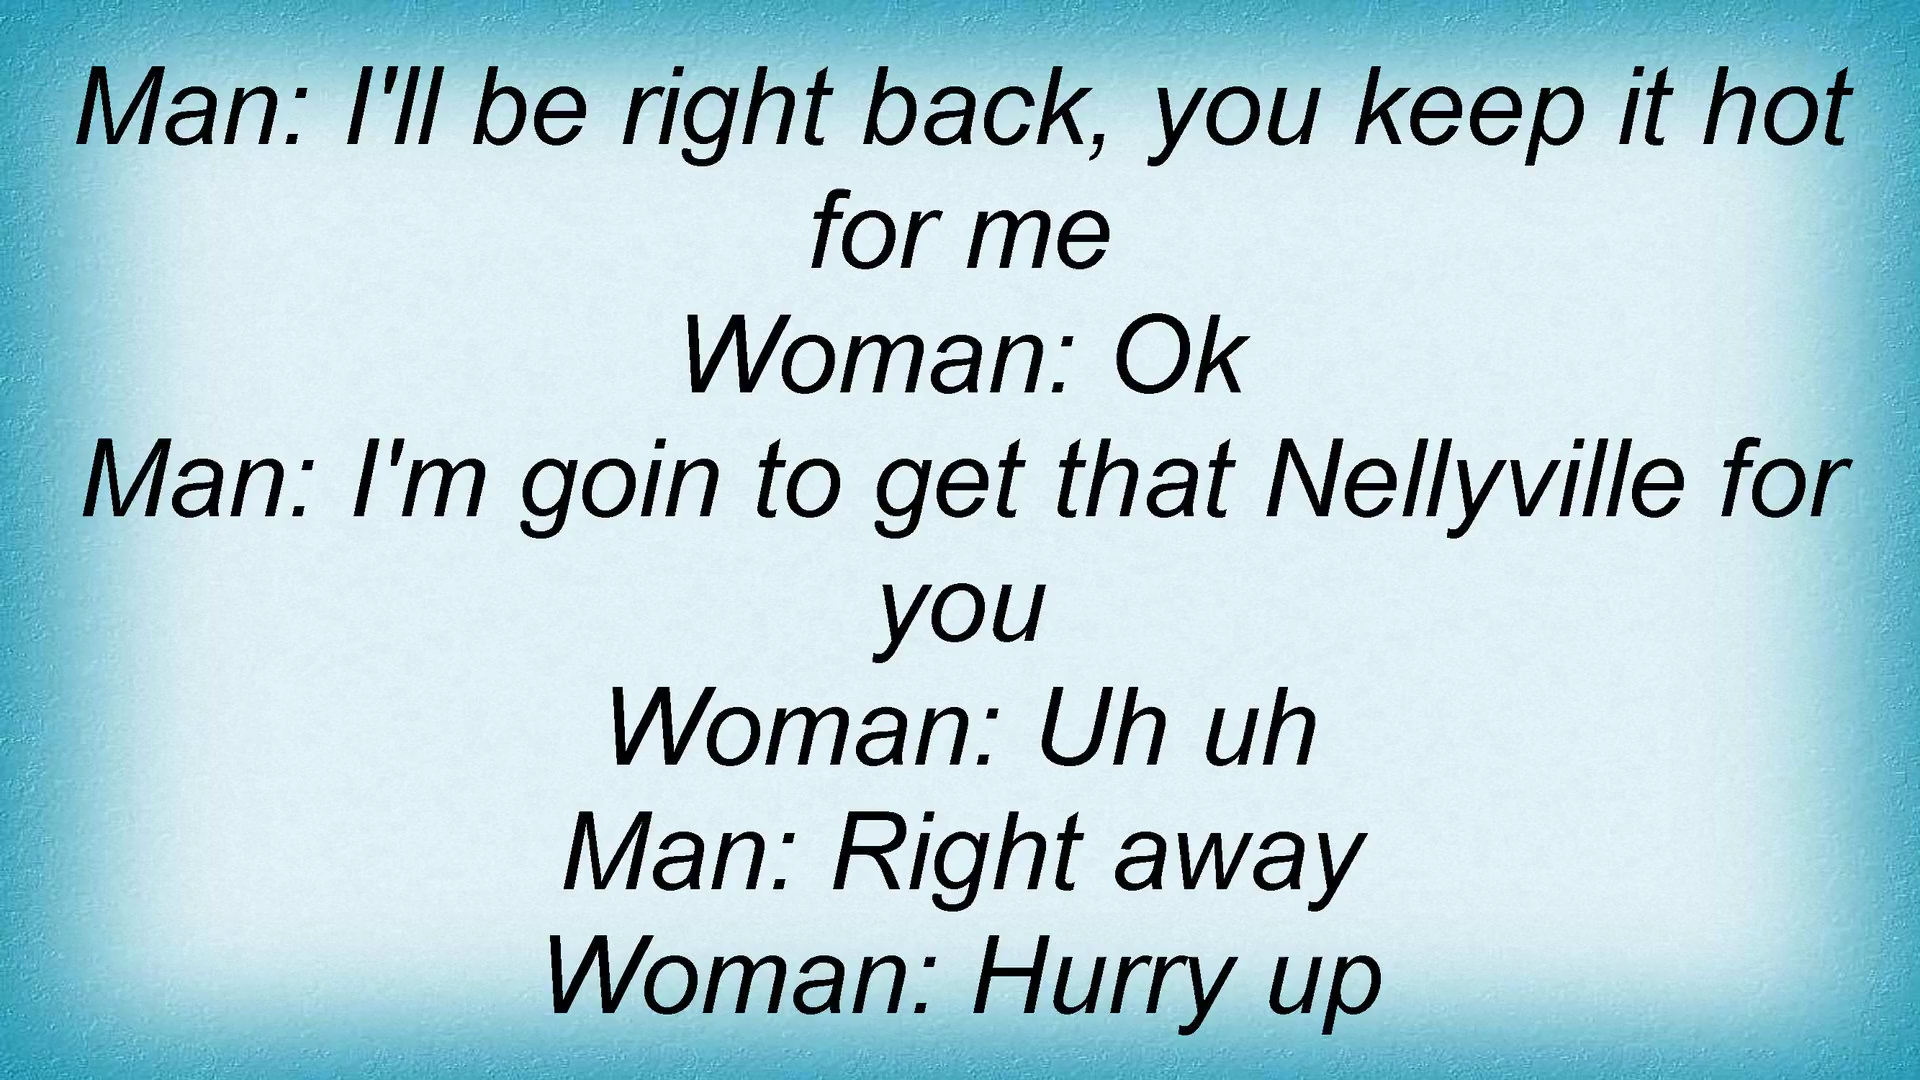 Man: I'll be right back, you keep it hot
for me
Woman: Ok
Man: I'm goin to get that Nellyville for
you
Woman: Uh uh
Man: Right away
Woman: Hurry up